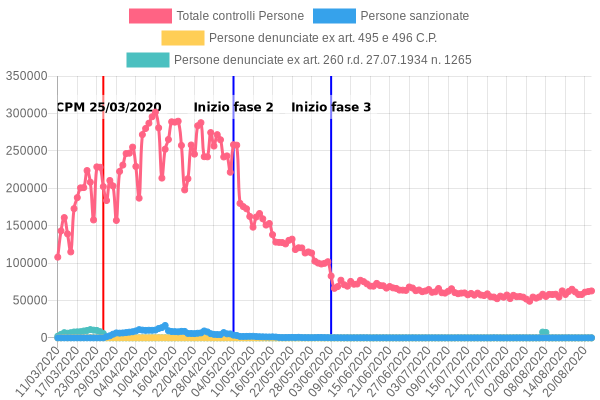 Totale controlli Persone Persone sanzionate
Persone denunciate ex art. 495 e 496 C.P.
Persone denunciate ex art. 260 r.d. 27.07.1934 n. 1265
350000
CPM 25/03/2020 Inizio fase 2 Inizio fase 3
300000
250000
200000
150000
100000
50000
0
11/03/2020 17/03/2020 23/03/2020 29/03/2020 04/04/2020 10/04/2020 16/04/2020 22/04/2020 28/04/2020 04/05/2020 10/05/2020 16/05/2020 22/05/2020 28/05/2020 03/06/2020 09/06/2020 15/06/2020 21/06/2020 27/06/2020 03/07/2020 09/07/2020 15/07/2020 21/07/2020 27/07/2020 02/08/2020 08/08/2020 14/08/2020 20/08/2020